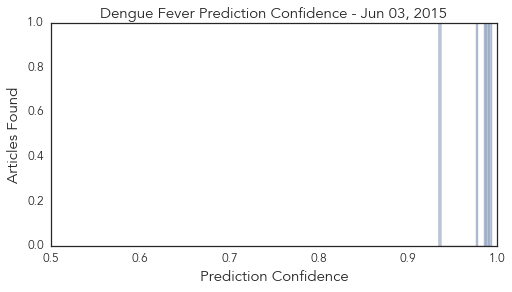 Dengue Fever Prediction Confidence - Jun 03, 2015
1.0
0.8
0.6
0.4
0.2
0.0
Articles Found
0.5 0.6 0.7 0.8 0.9 1.0
Prediction Confidence